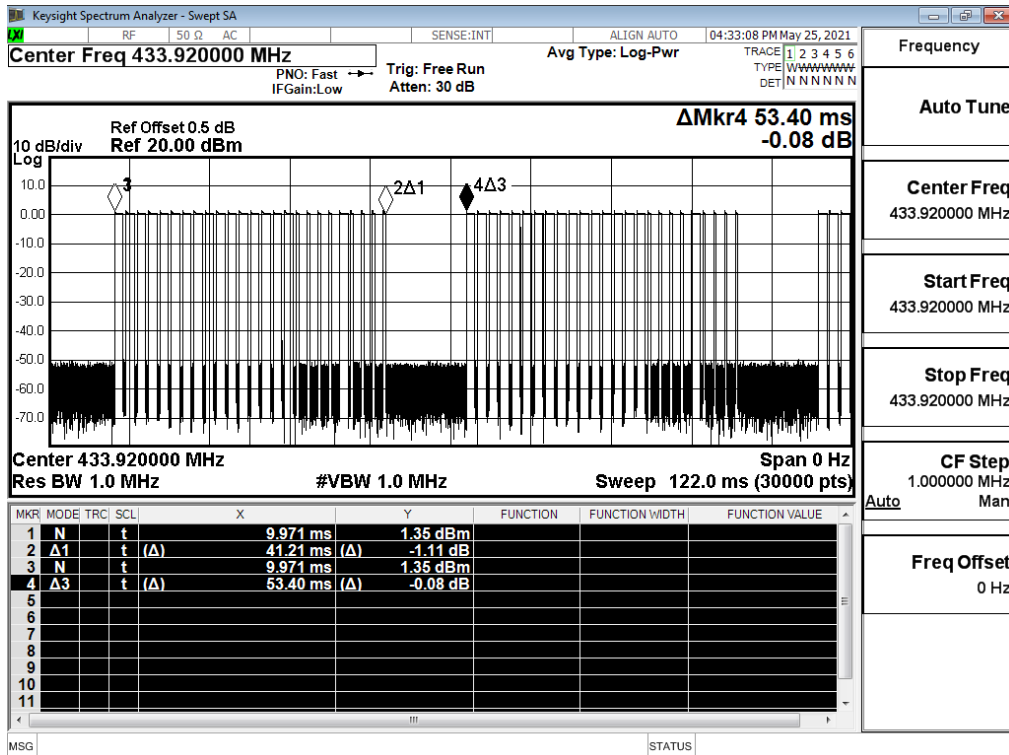 Keysight Spectrum Analyzer - Swept SA
LXI RF 50 Ω AC SENSE:INT ALIGN AUTO 04:33:08 PM May 25, 2021
Center Freq 433.920000 MHz
PNO: Fast
IFGain:Low
Trig: Free Run
Atten: 30 dB
Avg Type: Log-Pwr
TRACE 1 2 3 4 5 6
TYPE WWWWWW
DET N N N N N N
ΔMkr4 53.40 ms
-0.08 dB
Ref Offset 0.5 dB
10 dB/div Ref 20.00 dBm
Log
10.0
0.00
-10.0
-20.0
-30.0
-40.0
-50.0
-60.0
-70.0
3
2Δ1
4Δ3
Center 433.920000 MHz Span 0 Hz
Res BW 1.0 MHz #VBW 1.0 MHz Sweep 122.0 ms (30000 pts)
MKR MODE TRC SCL X Y FUNCTION FUNCTION WIDTH FUNCTION VALUE
1 N t 9.971 ms 1.35 dBm
2 Δ1 t (Δ) 41.21 ms (Δ) -1.11 dB
3 N t 9.971 ms 1.35 dBm
4 Δ3 t (Δ) 53.40 ms (Δ) -0.08 dB
5
6
7
8
9
10
11
MSG STATUS
Frequency
Auto Tune
Center Freq
433.920000 MHz
Start Freq
433.920000 MHz
Stop Freq
433.920000 MHz
CF Step
1.000000 MHz
Auto Man
Freq Offset
0 Hz